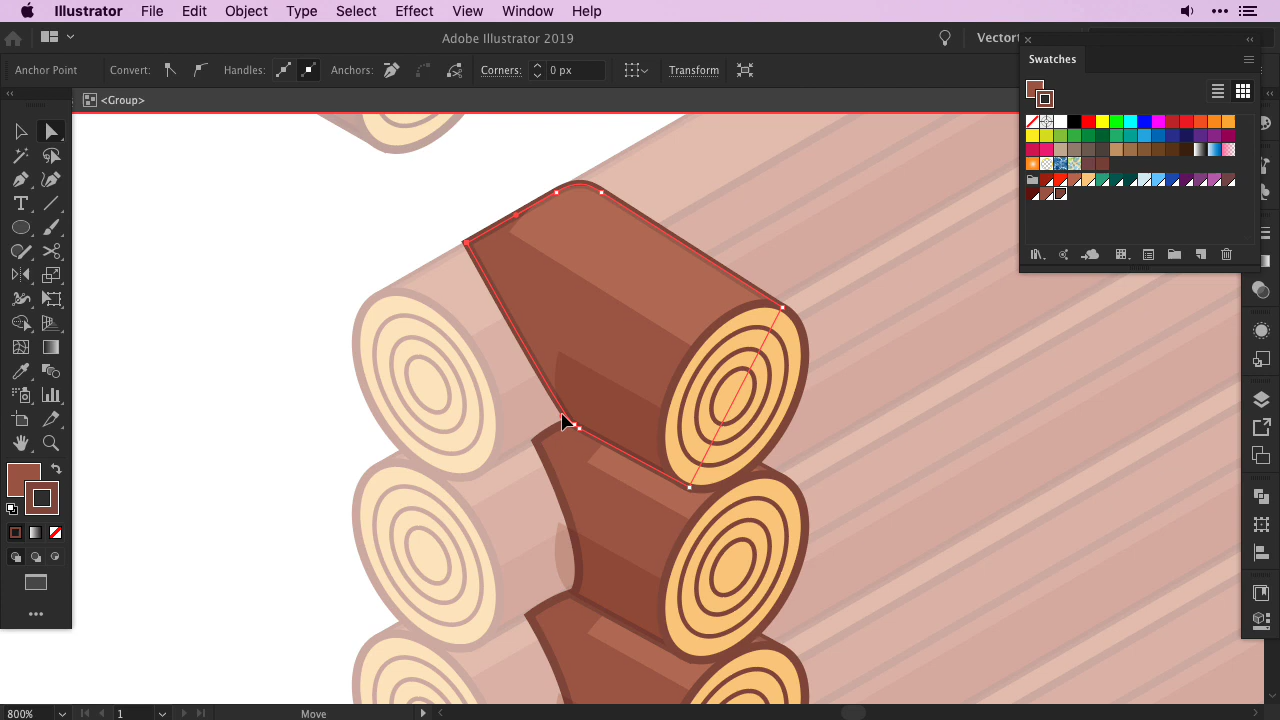 Illustrator File Edit Object Type Select Effect View Window Help
Adobe Illustrator 2019
Vector
Anchor Point Convert: Handles: Anchors: Corners: 0 px Transform
Swatches
<Group>
800% 1 Move